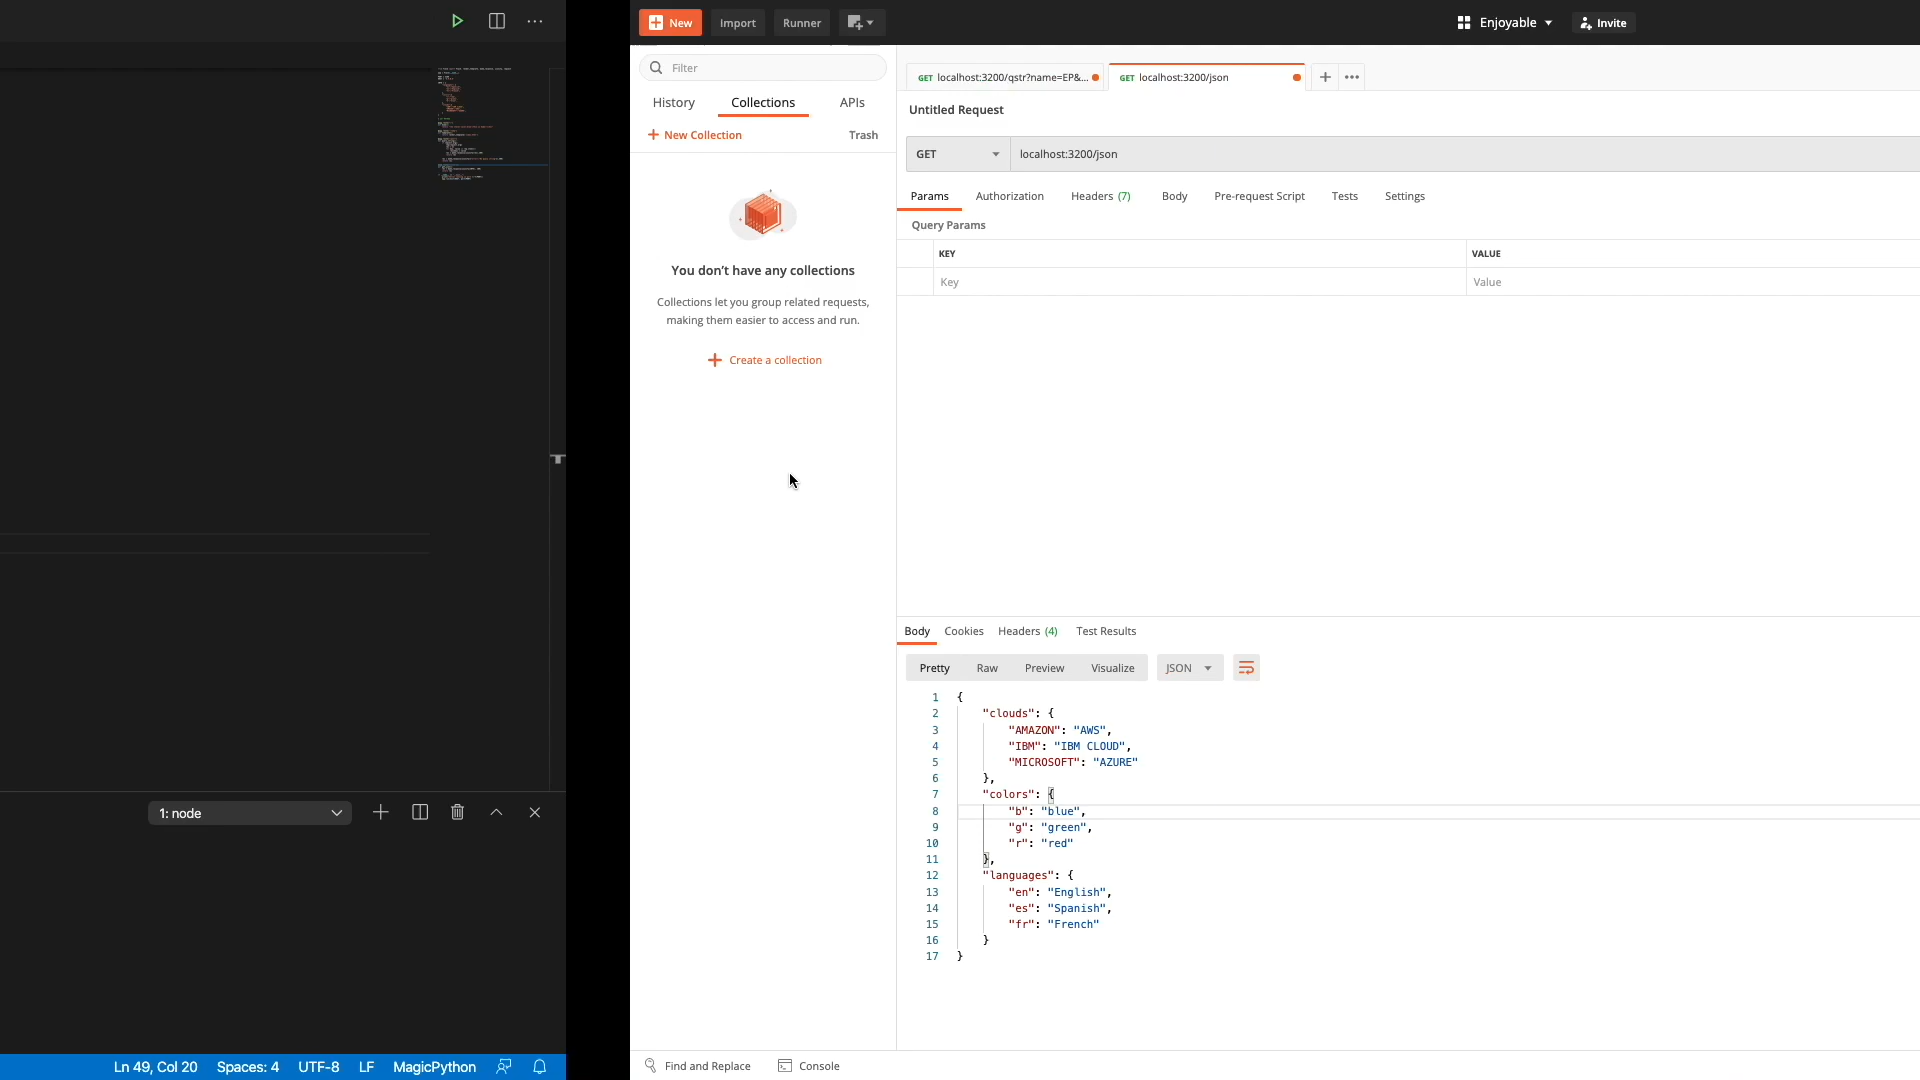 New
Import
Runner
Enjoyable
Invite
Filter
History
Collections
APIs
New Collection
Trash
You don't have any collections
Collections let you group related requests,
making them easier to access and run.
Create a collection
GET localhost:3200/qstr?name=EP&...
GET localhost:3200/json
Untitled Request
GET
localhost:3200/json
Params
Authorization
Headers (7)
Body
Pre-request Script
Tests
Settings
Query Params
KEY
VALUE
Key
Value
Body
Cookies
Headers (4)
Test Results
Pretty
Raw
Preview
Visualize
JSON
1 {
2 "clouds": {
3 "AMAZON": "AWS",
4 "IBM": "IBM CLOUD",
5 "MICROSOFT": "AZURE"
6 },
7 "colors": {
8 "b": "blue",
9 "g": "green",
10 "r": "red"
11 },
12 "languages": {
13 "en": "English",
14 "es": "Spanish",
15 "fr": "French"
16 }
17 }
Find and Replace
Console
1: node
Ln 49, Col 20
Spaces: 4
UTF-8
LF
MagicPython